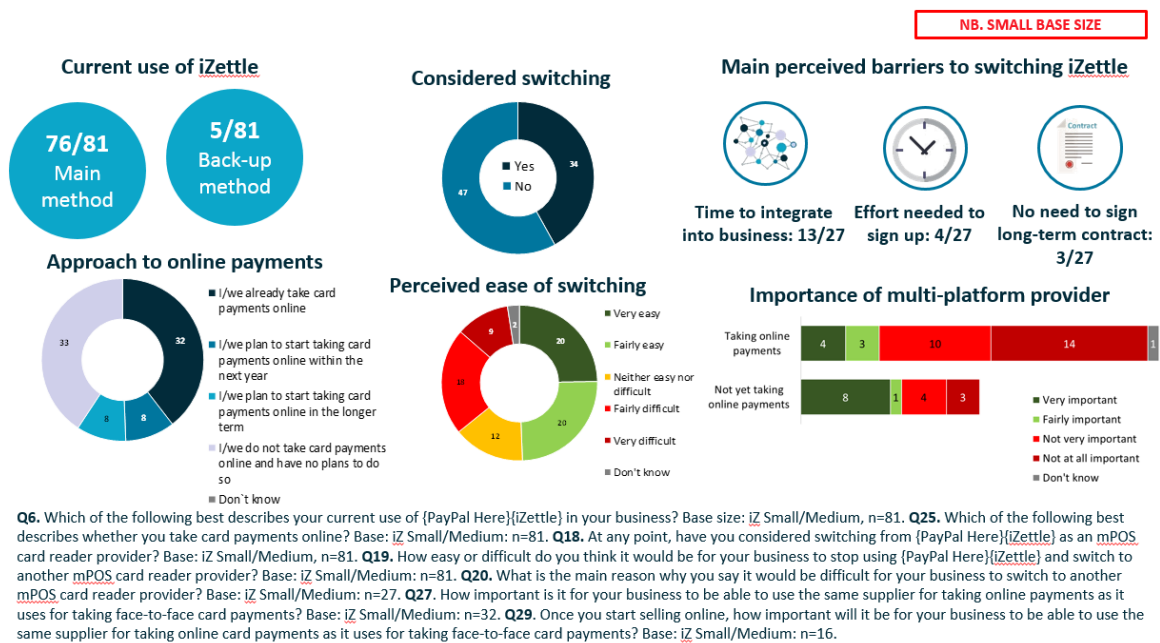 NB. SMALL BASE SIZE
Current use of iZettle
76/81
Main
method
5/81
Back-up
method
Considered switching
34
47
Yes
No
Main perceived barriers to switching iZettle
Contract
Time to integrate
into business: 13/27
Effort needed to
sign up: 4/27
No need to sign
long-term contract:
3/27
Approach to online payments
32
8
8
33
I/we already take card
payments online
I/we plan to start taking card
payments online within the
next year
I/we plan to start taking card
payments online in the longer
term
I/we do not take card payments
online and have no plans to do
so
Don`t know
Perceived ease of switching
20
20
12
18
9
2
Very easy
Fairly easy
Neither easy nor
difficult
Fairly difficult
Very difficult
Don't know
Importance of multi-platform provider
Taking online
payments
4
3
10
14
1
Not yet taking
online payments
8
1
4
3
Very important
Fairly important
Not very important
Not at all important
Don't know
Q6. Which of the following best describes your current use of {PayPal Here}{iZettle} in your business? Base size: iZ Small/Medium, n=81. Q25. Which of the following best
describes whether you take card payments online? Base: iZ Small/Medium: n=81. Q18. At any point, have you considered switching from {PayPal Here}{iZettle} as an mPOS
card reader provider? Base: iZ Small/Medium, n=81. Q19. How easy or difficult do you think it would be for your business to stop using {PayPal Here}{iZettle} and switch to
another mPOS card reader provider? Base: iZ Small/Medium: n=81. Q20. What is the main reason why you say it would be difficult for your business to switch to another
mPOS card reader provider? Base: iZ Small/Medium: n=27. Q27. How important is it for your business to be able to use the same supplier for taking online payments as it
uses for taking face-to-face card payments? Base: iZ Small/Medium: n=32. Q29. Once you start selling online, how important will it be for your business to be able to use the
same supplier for taking online card payments as it uses for taking face-to-face card payments? Base: iZ Small/Medium: n=16.